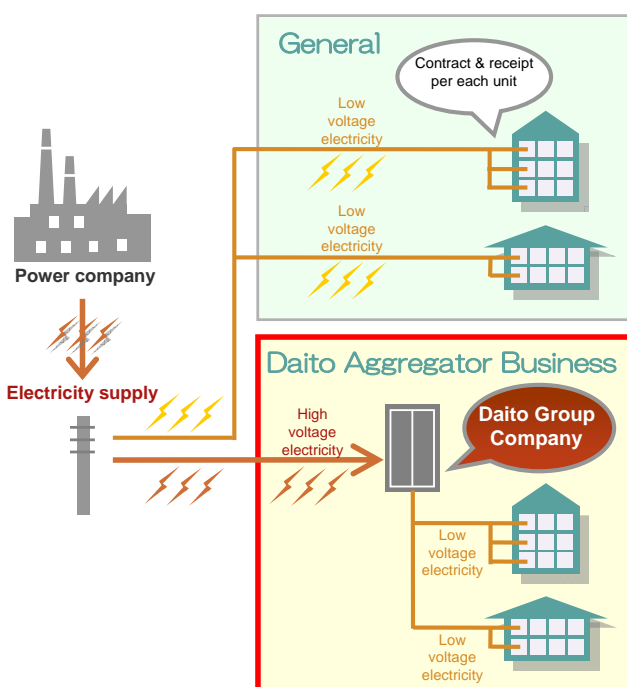 General
Contract & receipt
per each unit
Low
voltage
electricity
Low
voltage
electricity
Power company
Electricity supply
Daito Aggregator Business
High
voltage
electricity
Daito Group
Company
Low
voltage
electricity
Low
voltage
electricity